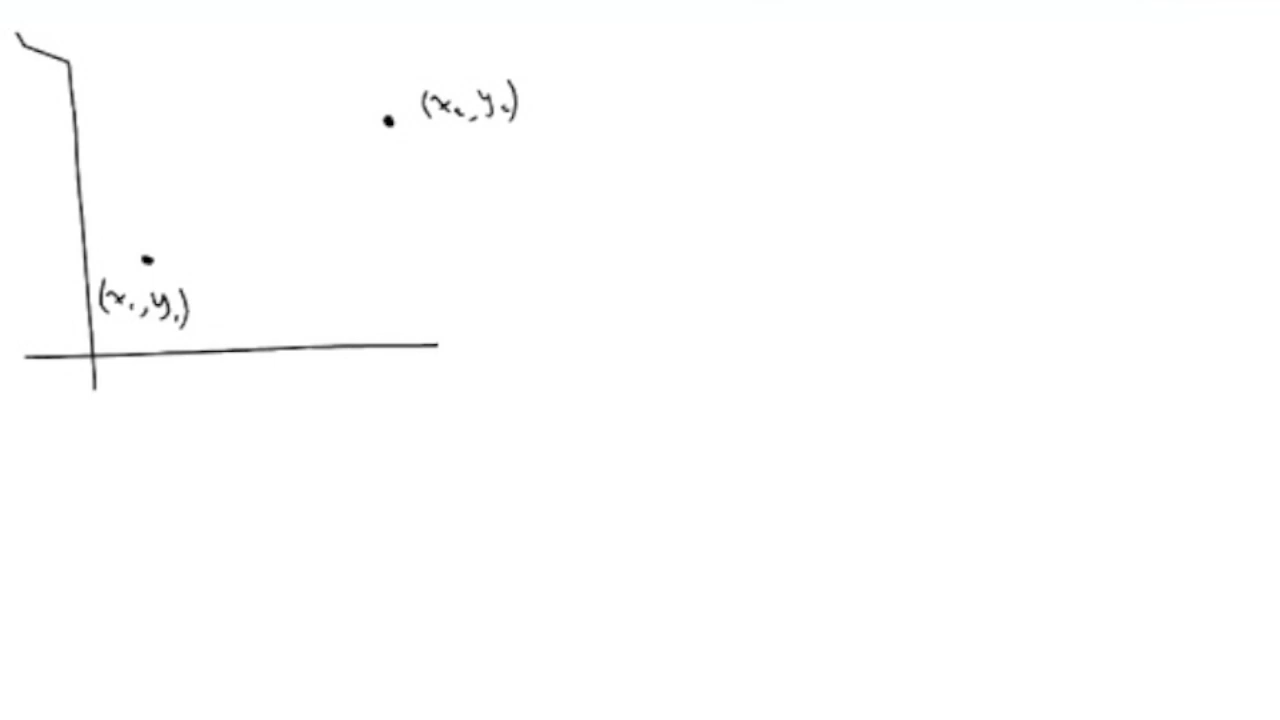 (x₂, y₂)
(x₁, y₁)